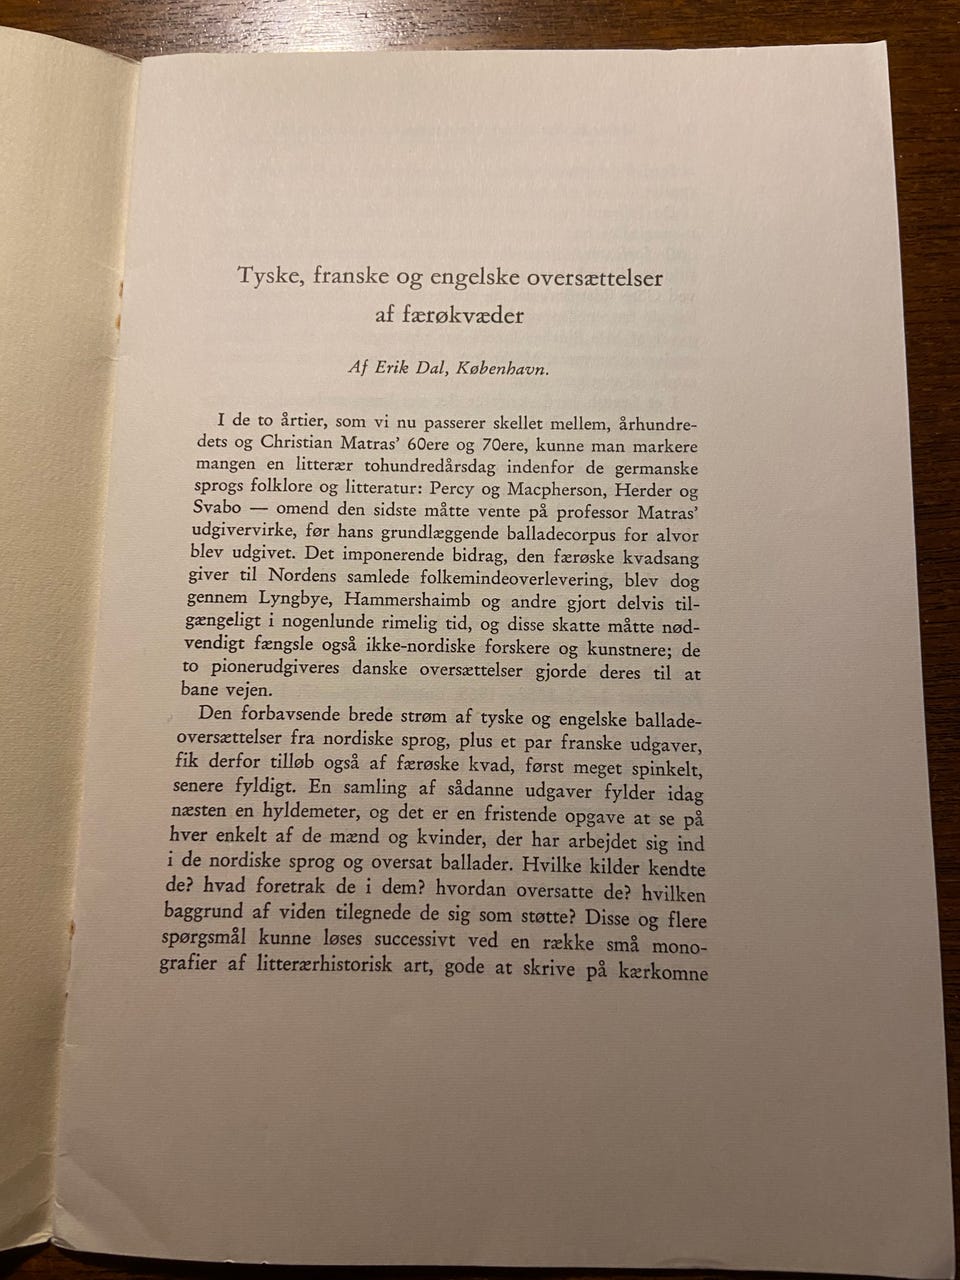 Tyske, franske og engelske oversættelser
af færøkvæder
Af Erik Dal, København.
I de to årtier, som vi nu passerer skellet mellem, århundre-
dets og Christian Matras' 60ere og 70ere, kunne man markere
mangen en litterær tohundredårsdag indenfor de germanske
sprogs folklore og litteratur: Percy og Macpherson, Herder og
Svabo — omend den sidste måtte vente på professor Matras'
udgivervirke, før hans grundlæggende balladecorpus for alvor
blev udgivet. Det imponerende bidrag, den færøske kvadsang
giver til Nordens samlede folkemindeoverlevering, blev dog
gennem Lyngbye, Hammershaimb og andre gjort delvis til-
gængeligt i nogenlunde rimelig tid, og disse skatte måtte nød-
vendigt fængsle også ikke-nordiske forskere og kunstnere; de
to pionerudgiveres danske oversættelser gjorde deres til at
bane vejen.
Den forbavsende brede strøm af tyske og engelske ballade-
oversættelser fra nordiske sprog, plus et par franske udgaver,
fik derfor tilløb også af færøske kvad, først meget spinkelt,
senere fyldigt. En samling af sådanne udgaver fylder idag
næsten en hyldemeter, og det er en fristende opgave at se på
hver enkelt af de mænd og kvinder, der har arbejdet sig ind
i de nordiske sprog og oversat ballader. Hvilke kilder kendte
de? hvad foretrak de i dem? hvordan oversatte de? hvilken
baggrund af viden tilegnede de sig som støtte? Disse og flere
spørgsmål kunne løses successivt ved en række små mono-
grafier af litterærhistorisk art, gode at skrive på kærkomne